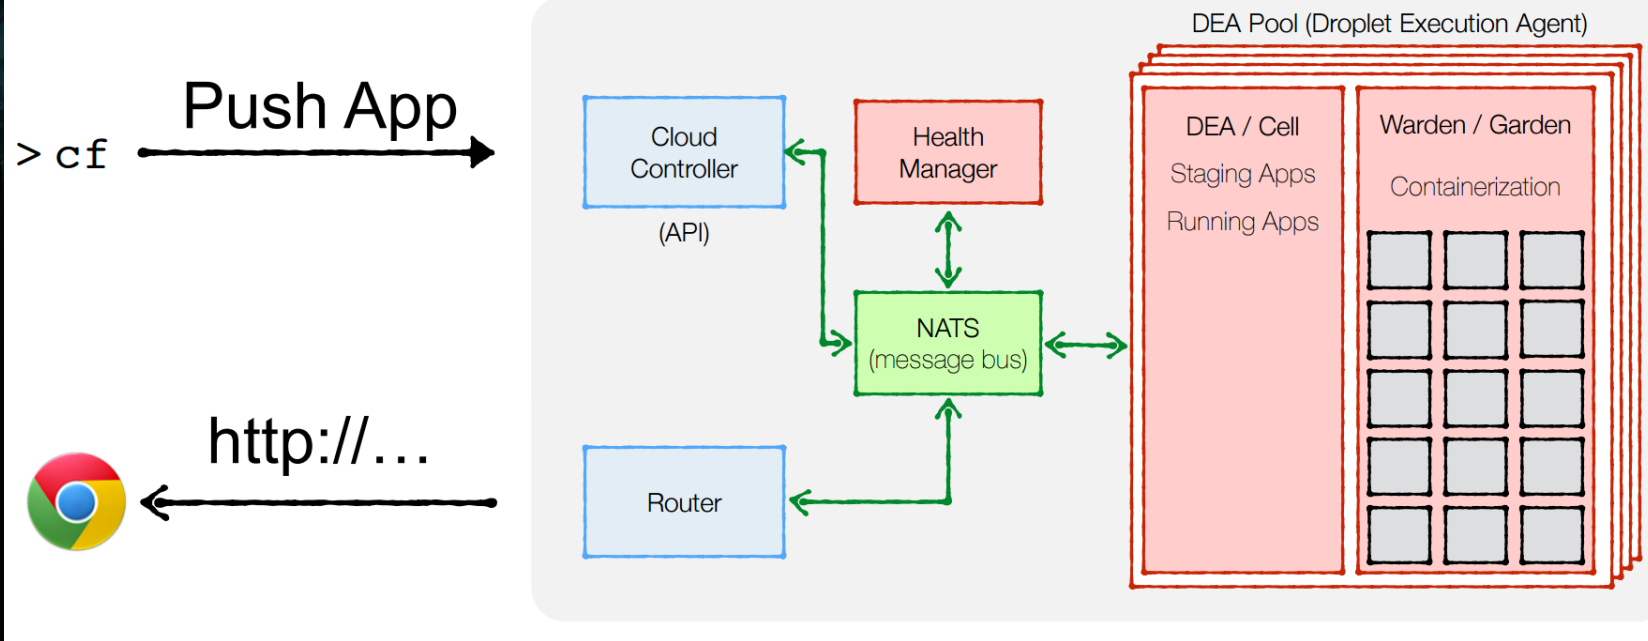 DEA Pool (Droplet Execution Agent)
Push App
> cf
Cloud
Controller
(API)
Health
Manager
DEA / Cell
Staging Apps
Running Apps
Warden / Garden
Containerization
NATS
(message bus)
http://...
Router